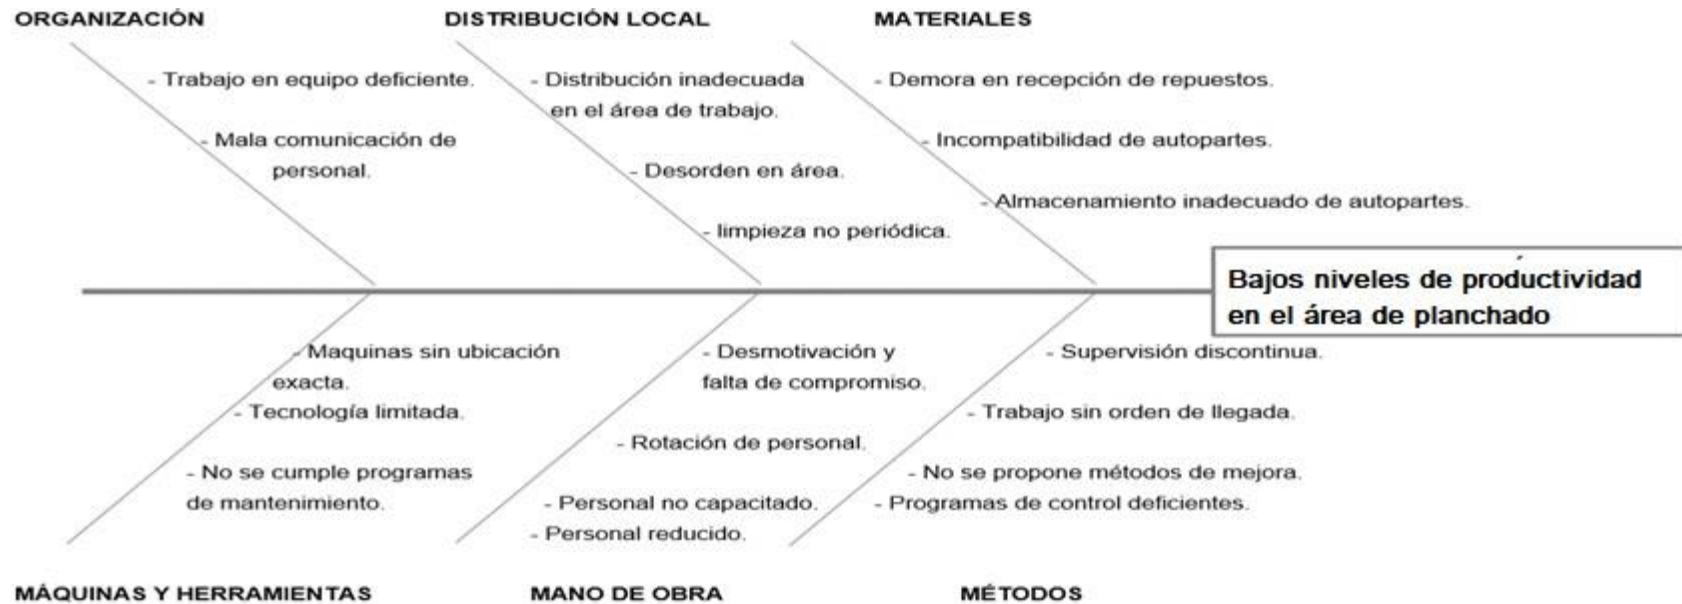 ORGANIZACIÓN
DISTRIBUCIÓN LOCAL
MATERIALES
- Trabajo en equipo deficiente.
- Mala comunicación de
personal.
- Distribución inadecuada
en el área de trabajo.
- Desorden en área.
- limpieza no periódica.
- Demora en recepción de repuestos.
- Incompatibilidad de autopartes.
- Almacenamiento inadecuado de autopartes.
Bajos niveles de productividad
en el área de planchado
- Maquinas sin ubicación
exacta.
- Tecnología limitada.
- No se cumple programas
de mantenimiento.
- Desmotivación y
falta de compromiso.
- Rotación de personal.
- Personal no capacitado.
- Personal reducido.
- Supervisión discontinua.
- Trabajo sin orden de llegada.
- No se propone métodos de mejora.
- Programas de control deficientes.
MÁQUINAS Y HERRAMIENTAS
MANO DE OBRA
MÉTODOS